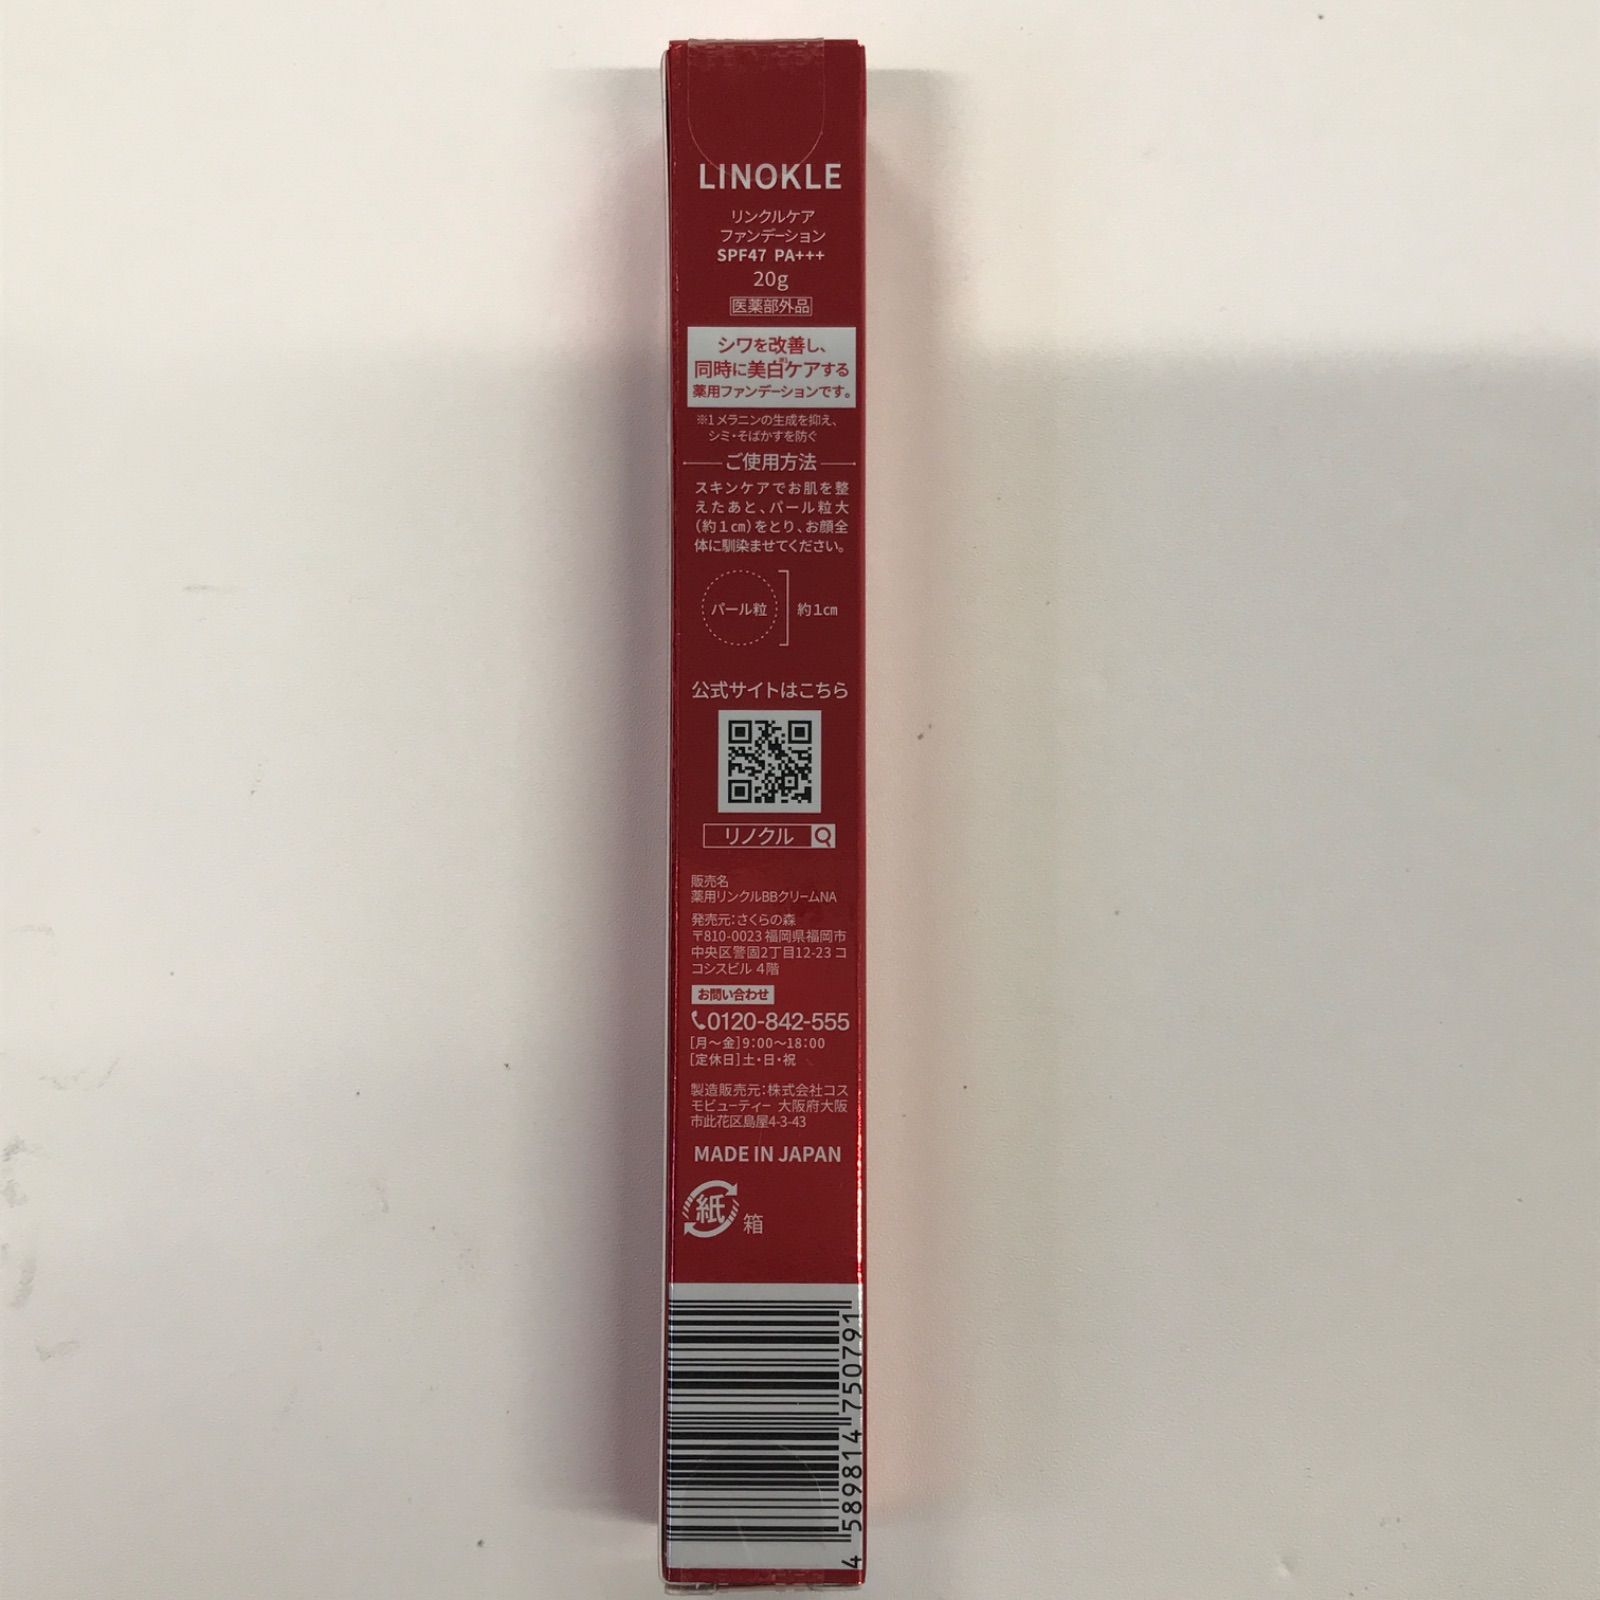 LINOKLE
リンクルケア
ファンデーション
SPF47 PA+++
20g
医薬部外品
シワを改善し、
同時に美白※1ケアする
薬用ファンデーションです。
※1メラニンの生成を抑え、
シミ・そばかすを防ぐ
ご使用方法
スキンケアでお肌を整
えたあと、パール粒大
(約1㎝)をとり、お顔全
体に馴染ませてください。
パール粒
約1㎝
公式サイトはこちら
リノクル
販売名
薬用リンクルBBクリームNA
発売元:さくらの森
〒810-0023 福岡県福岡市
中央区警固2丁目12-23 コ
コシスビル 4階
お問い合わせ
0120-842-555
[月～金]9:00～18:00
[定休日]土・日・祝
製造販売元:株式会社コス
モビューティー 大阪府大阪
市此花区島屋4-3-43
MADE IN JAPAN
紙
箱
4 589814 750791